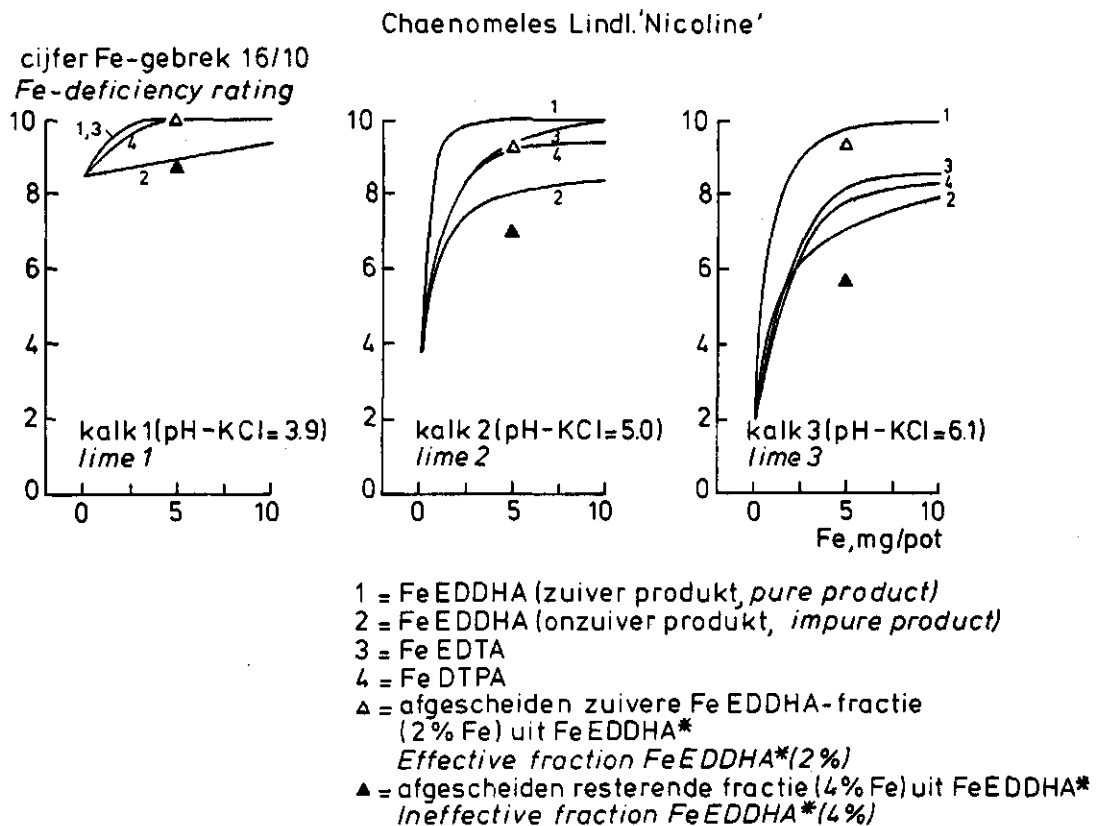 Chaenomeles Lindl. 'Nicoline'
cijfer Fe-gebrek 16/10
Fe-deficiency rating
10
8
6
4
2
0
1,3
4
2
kalk 1 (pH-KCl=3.9)
lime 1
0 5 10
10
8
6
4
2
0
1
3
4
2
kalk 2 (pH-KCl=5.0)
lime 2
0 5 10
10
8
6
4
2
0
1
3
4
2
kalk 3 (pH-KCl=6.1)
lime 3
0 5 10
Fe, mg/pot
1 = Fe EDDHA (zuiver produkt, pure product)
2 = Fe EDDHA (onzuiver produkt, impure product)
3 = Fe EDTA
4 = Fe DTPA
△ = afgescheiden zuivere Fe EDDHA-fractie
(2% Fe) uit Fe EDDHA*
Effective fraction Fe EDDHA* (2%)
▲ = afgescheiden resterende fractie (4% Fe) uit Fe EDDHA*
Ineffective fraction Fe EDDHA* (4%)